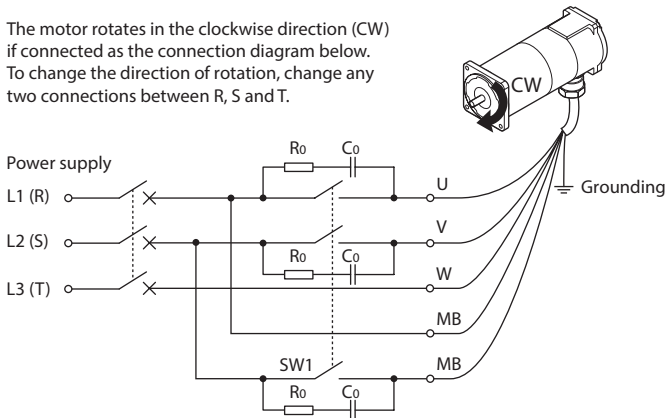 The motor rotates in the clockwise direction (CW)
if connected as the connection diagram below.
To change the direction of rotation, change any
two connections between R, S and T.
CW
Grounding
Power supply
R0 C0
L1 (R)
U
L2 (S)
V
R0 C0
L3 (T)
W
MB
SW1
MB
R0 C0